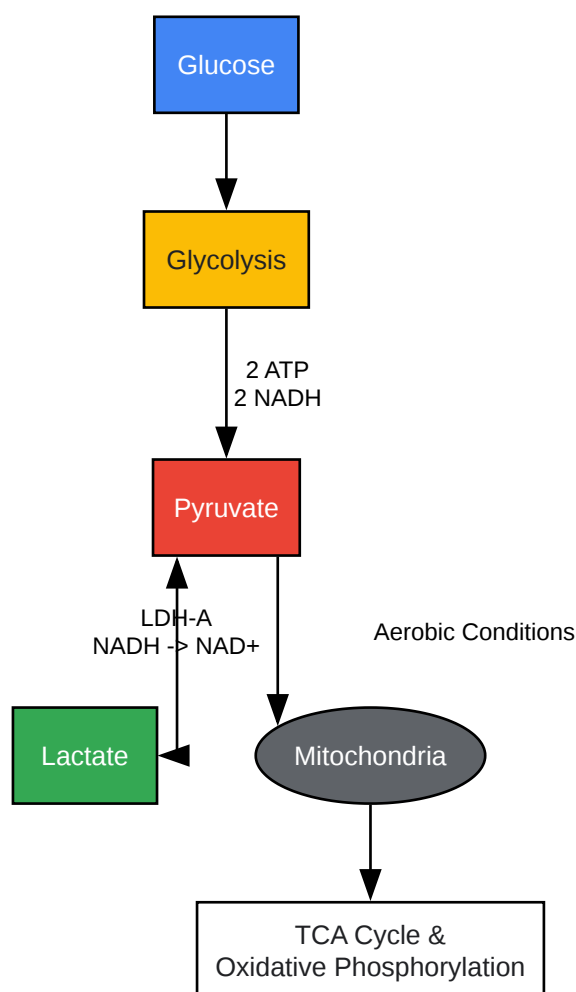 Glucose
Glycolysis
2 ATP
2 NADH
Pyruvate
LDH-A
NADH -> NAD+
Aerobic Conditions
Lactate
Mitochondria
TCA Cycle &
Oxidative Phosphorylation